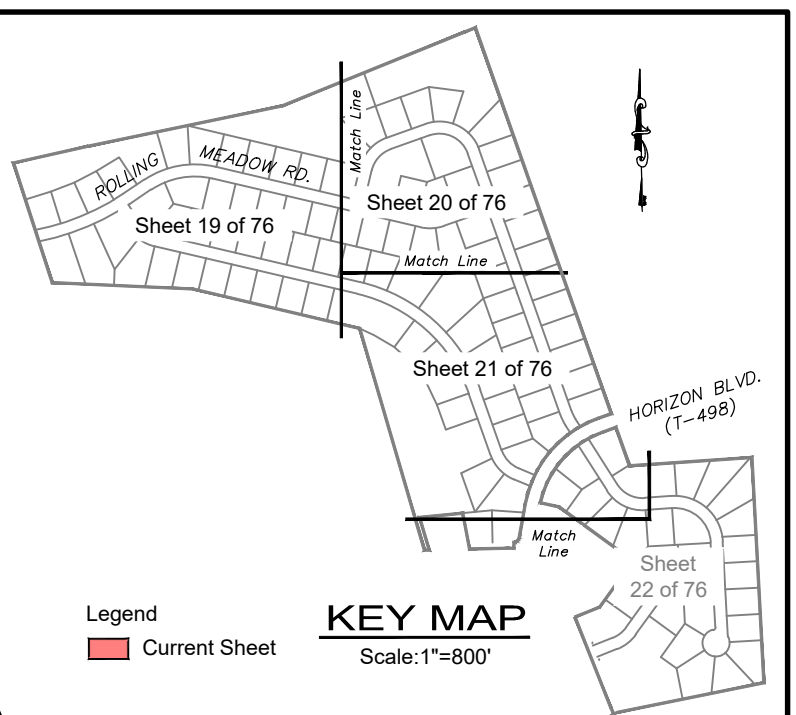 Match Line
ROLLING
MEADOW RD.
Sheet 20 of 76
Sheet 19 of 76
Match Line
Sheet 21 of 76
HORIZON BLVD.
(T-498)
Match
Line
Sheet
22 of 76
Legend
Current Sheet
KEY MAP
Scale:1"=800'